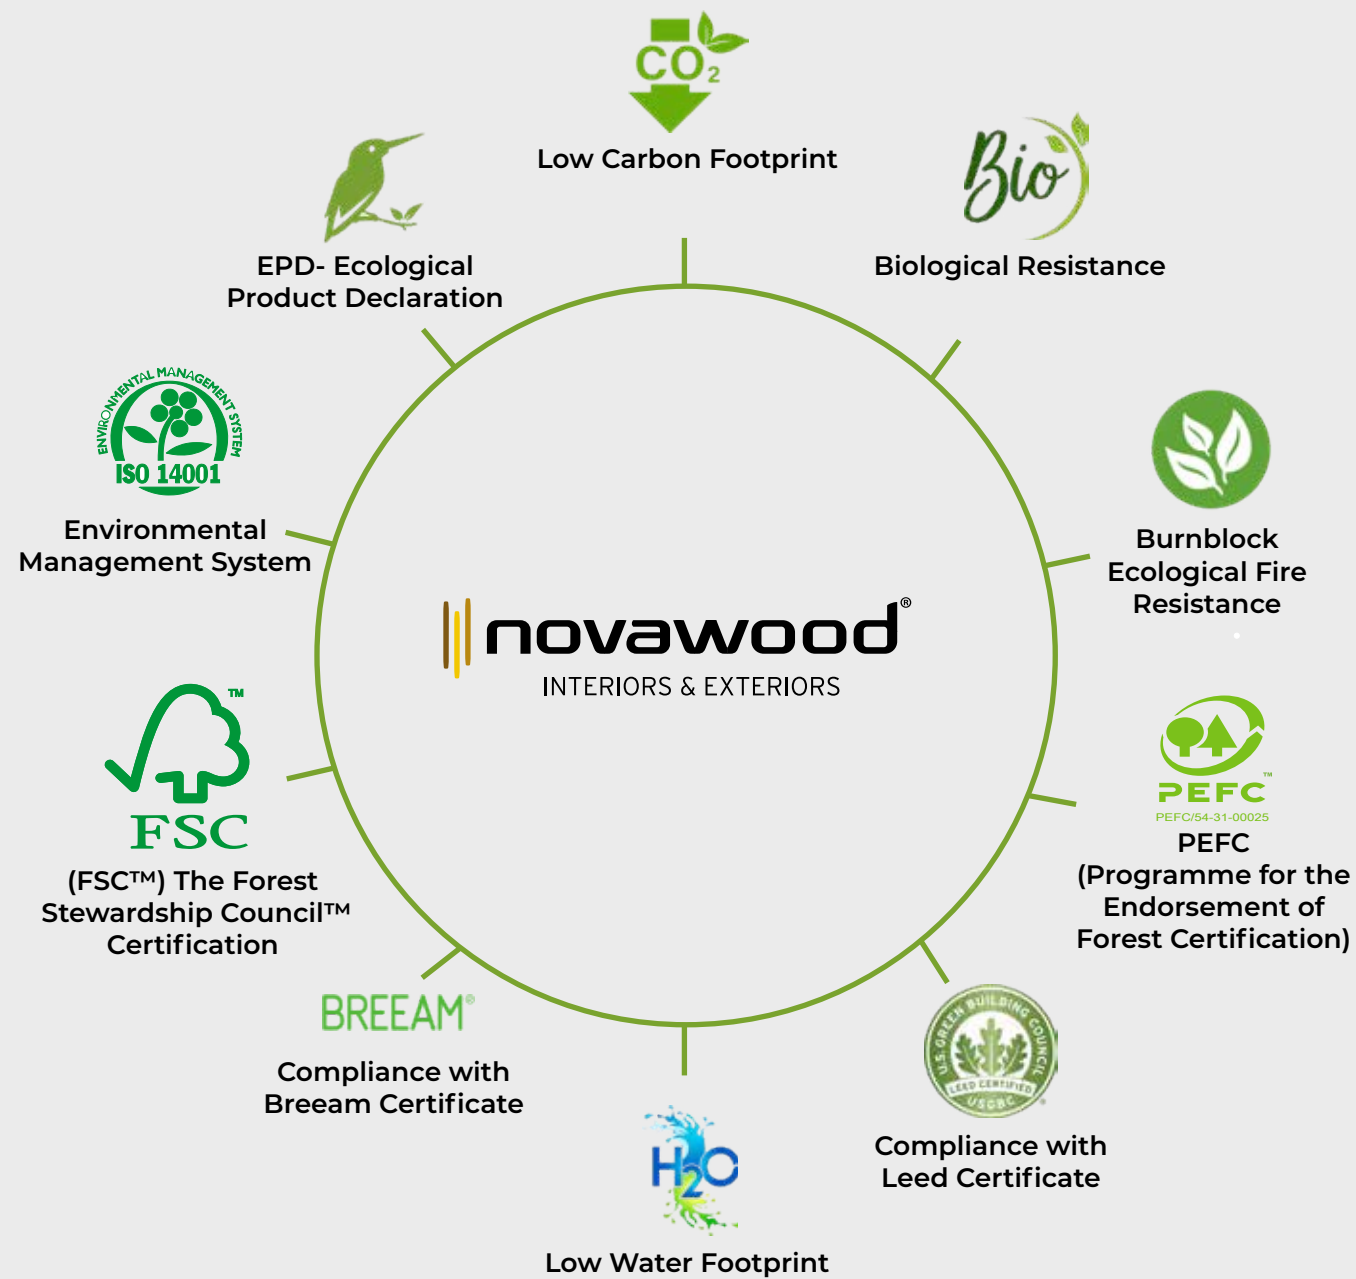 CO2
Low Carbon Footprint
Bio
Biological Resistance
Burnblock
Ecological Fire
Resistance
PEFC
™
PEFC/54-31-00025
PEFC
(Programme for the
Endorsement of
Forest Certification)
U.S. GREEN BUILDING COUNCIL
LEED CERTIFIED
USGBC
®
Compliance with
Leed Certificate
H2O
Low Water Footprint
BREEAM®
Compliance with
Breeam Certificate
™
FSC
(FSC™) The Forest
Stewardship Council™
Certification
ENVIRONMENTAL MANAGEMENT SYSTEM
ISO 14001
Environmental
Management System
EPD- Ecological
Product Declaration
novawood®
INTERIORS & EXTERIORS